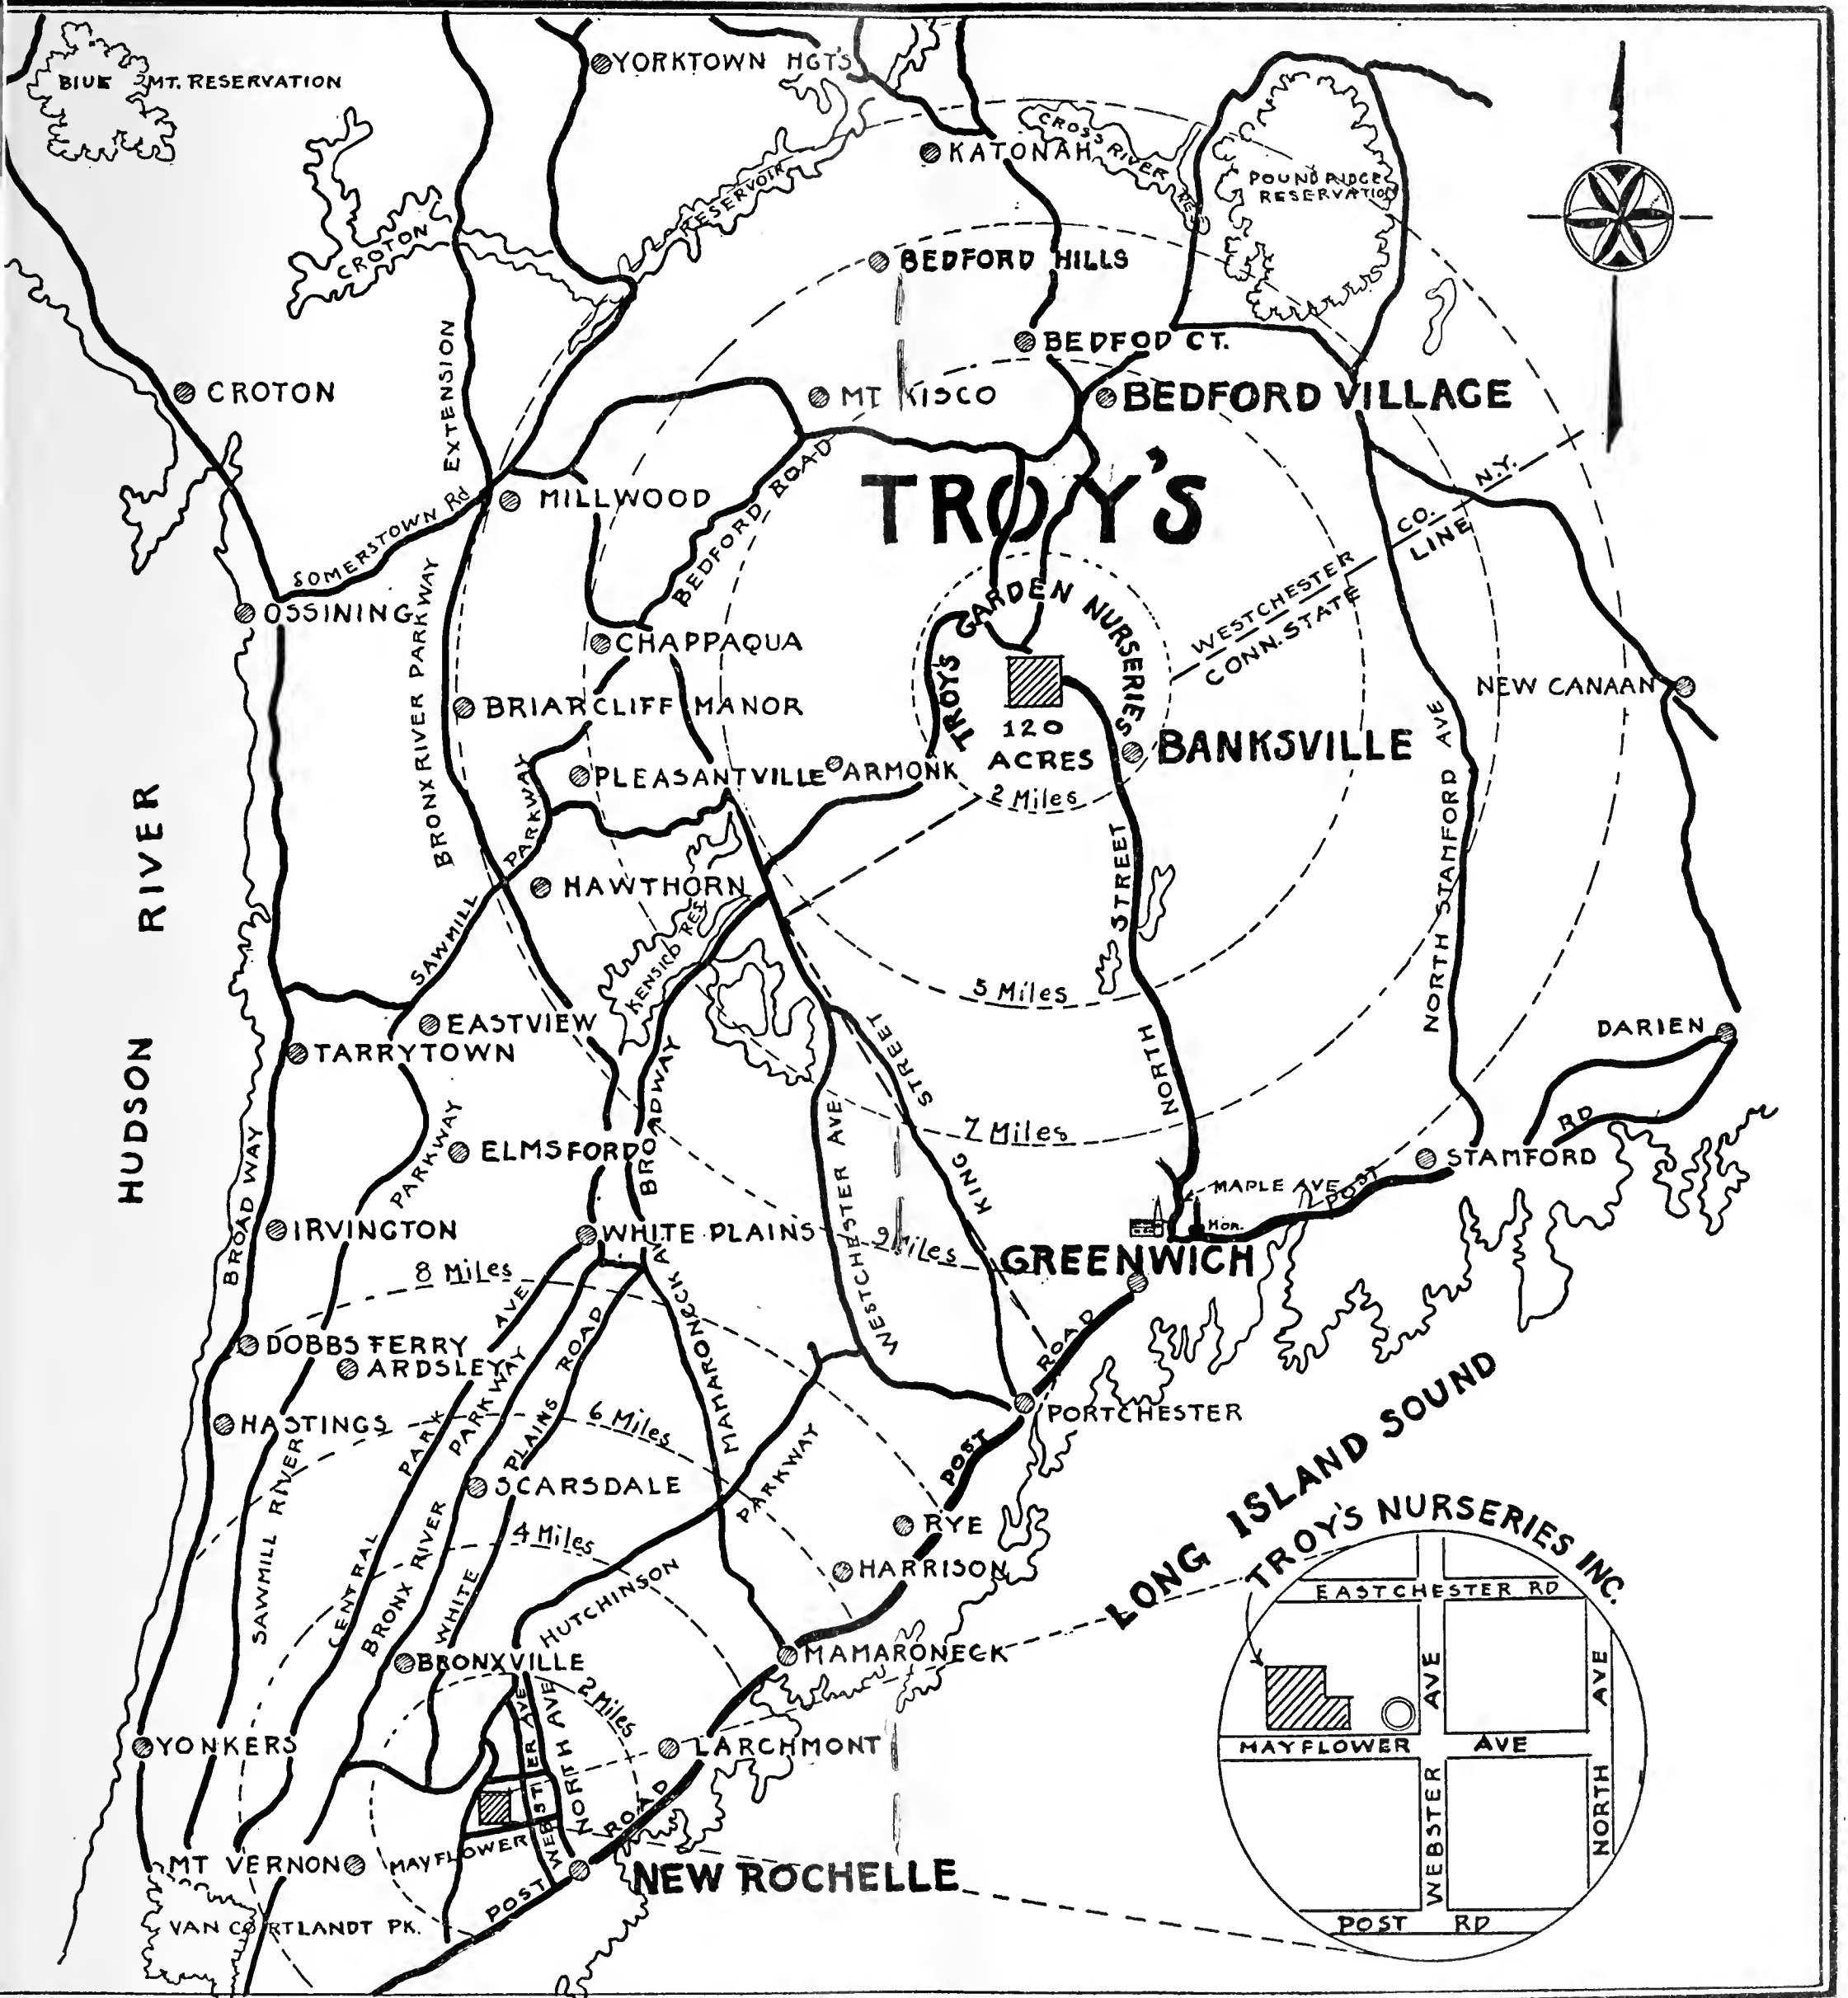 YORKTOWN HGT'S
BLUE MT. RESERVATION
CROSS RIVER RES
KATONAH
POUND RIDGE
RESERVATION
RESERVOIR
CROTON
BEDFORD HILLS
BEDFOD CT.
EXTENSION
CROTON
MT KISCO
BEDFORD VILLAGE
BEDFORD ROAD
TROY'S
N.Y.
MILLWOOD
SOMERSTOWN Rd
WESTCHESTER CO.
CONN. STATE LINE
OSSINING
BRONX RIVER PARKWAY
TROY'S GARDEN NURSERIES
CHAPPAQUA
NEW CANAAN
BRIARCLIFF MANOR
120
ACRES
BANKSVILLE
PLEASANTVILLE
ARMONK
2 Miles
NORTH STAMFORD AVE
SAWMILL PARKWAY
HAWTHORN
HUDSON RIVER
KENSICO RES
NORTH STREET
5 Miles
EASTVIEW
DARIEN
TARRYTOWN
BROADWAY
KING STREET
7 Miles
PARKWAY
ELMSFORD
WESTCHESTER AVE
POST RD
STAMFORD
MAPLE AVE
Hor.
BROAD WAY
IRVINGTON
WHITE PLAINS
9 Miles
GREENWICH
8 Miles
DOBBS FERRY
ARDSLEY
MAMARONECK AV
POST ROAD
HASTINGS
6 Miles
PORTCHESTER
SAWMILL RIVER
CENTRAL PARK AVE
BRONX RIVER PARKWAY
WHITE PLAINS ROAD
SCARSDALE
HUTCHINSON PARKWAY
4 Miles
RYE
HARRISON
LONG ISLAND SOUND
MAMARONECK
BRONXVILLE
2 Miles
WEBSTER AVE
NORTH AVE
YONKERS
LARCHMONT
MT VERNON
MAYFLOWER
POST ROAD
NEW ROCHELLE
VAN CORTLANDT PK.
TROY'S NURSERIES INC.
EASTCHESTER RD
MAYFLOWER AVE
WEBSTER AVE
NORTH AVE
POST RD